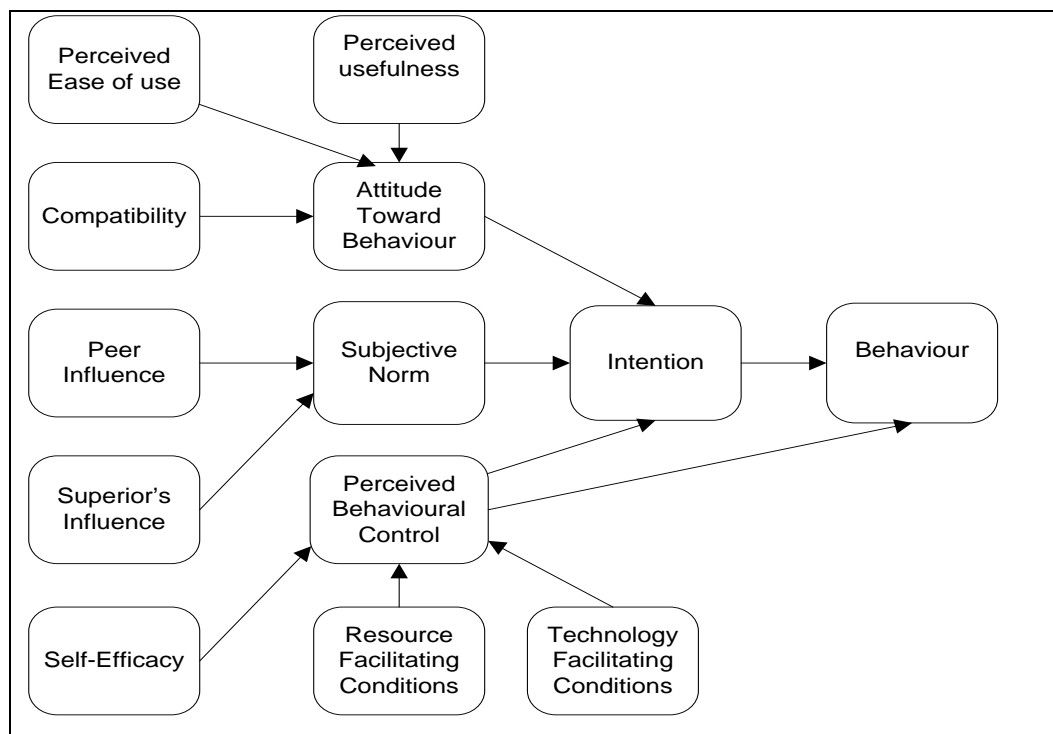 Perceived
Ease of use
Perceived
usefulness
Compatibility
Attitude
Toward
Behaviour
Peer
Influence
Subjective
Norm
Intention
Behaviour
Superior’s
Influence
Perceived
Behavioural
Control
Self-Efficacy
Resource
Facilitating
Conditions
Technology
Facilitating
Conditions